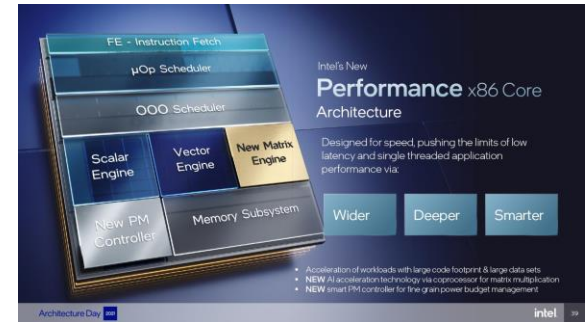 FE - Instruction Fetch
µOp Scheduler
OOO Scheduler
Scalar
Engine
Vector
Engine
New Matrix
Engine
New PM
Controller
Memory Subsystem
Intel's New
Performance x86 Core
Architecture
Designed for speed, pushing the limits of low
latency and single threaded application
performance via:
Wider
Deeper
Smarter
• Acceleration of workloads with large code footprint & large data sets
• NEW AI acceleration technology via coprocessor for matrix multiplication
• NEW smart PM controller for fine grain power budget management
Architecture Day 2021
intel
39